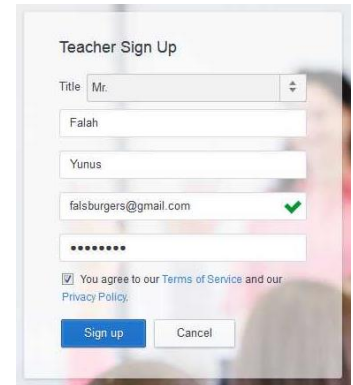 Teacher Sign Up
Title Mr.
Falah
Yunus
falsburgers@gmail.com
••••••••
You agree to our Terms of Service and our
Privacy Policy.
Sign up Cancel